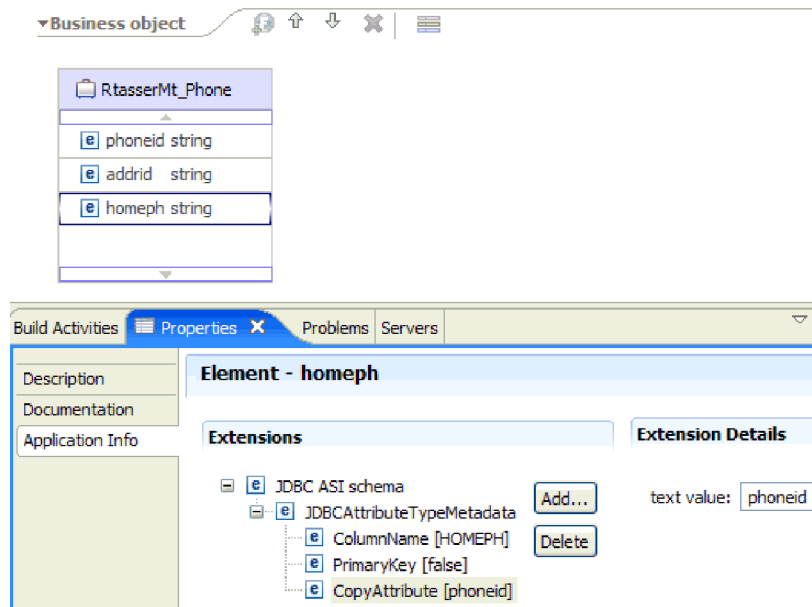 Business object
RtasserMt_Phone
e phoneid string
e addrid string
e homeph string
Build Activities Properties Problems Servers
Description
Documentation
Application Info
Element - homeph
Extensions
e JDBC ASI schema
e JDBCAttributeTypeMetadata
e ColumnName [HOMEPH]
e PrimaryKey [false]
e CopyAttribute [phoneid]
Add...
Delete
Extension Details
text value: phoneid